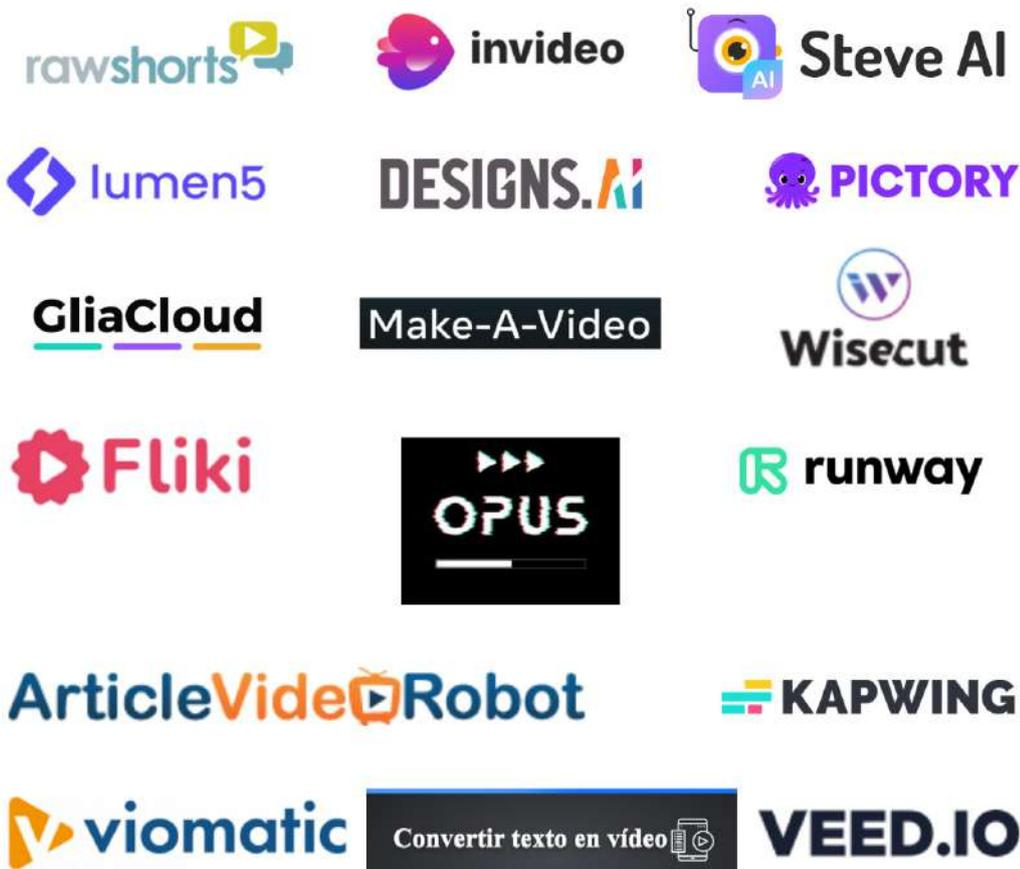 rawshorts
invideo
AI
Steve AI
lumen5
DESIGNS.AI
PICTORY
GliaCloud
Make-A-Video
Wisecut
Fliki
OPUS
runway
ArticleVideoRobot
KAPWING
viomatic
Convertir texto en vídeo
VEED.IO